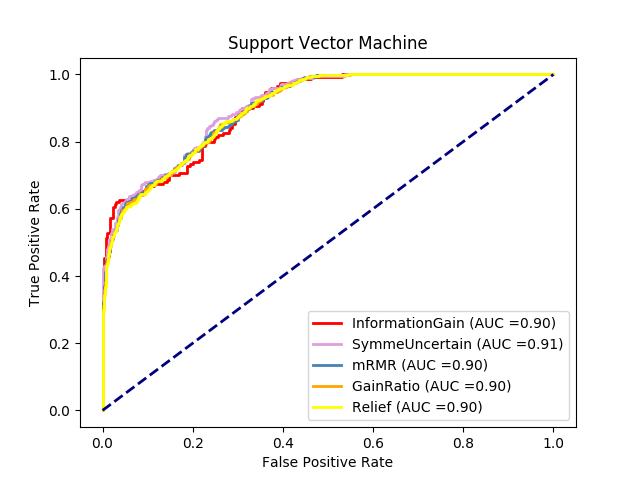 Support Vector Machine
True Positive Rate
1.0
0.8
0.6
0.4
0.2
0.0
InformationGain (AUC =0.90)
SymmeUncertain (AUC =0.91)
mRMR (AUC =0.90)
GainRatio (AUC =0.90)
Relief (AUC =0.90)
0.0 0.2 0.4 0.6 0.8 1.0
False Positive Rate